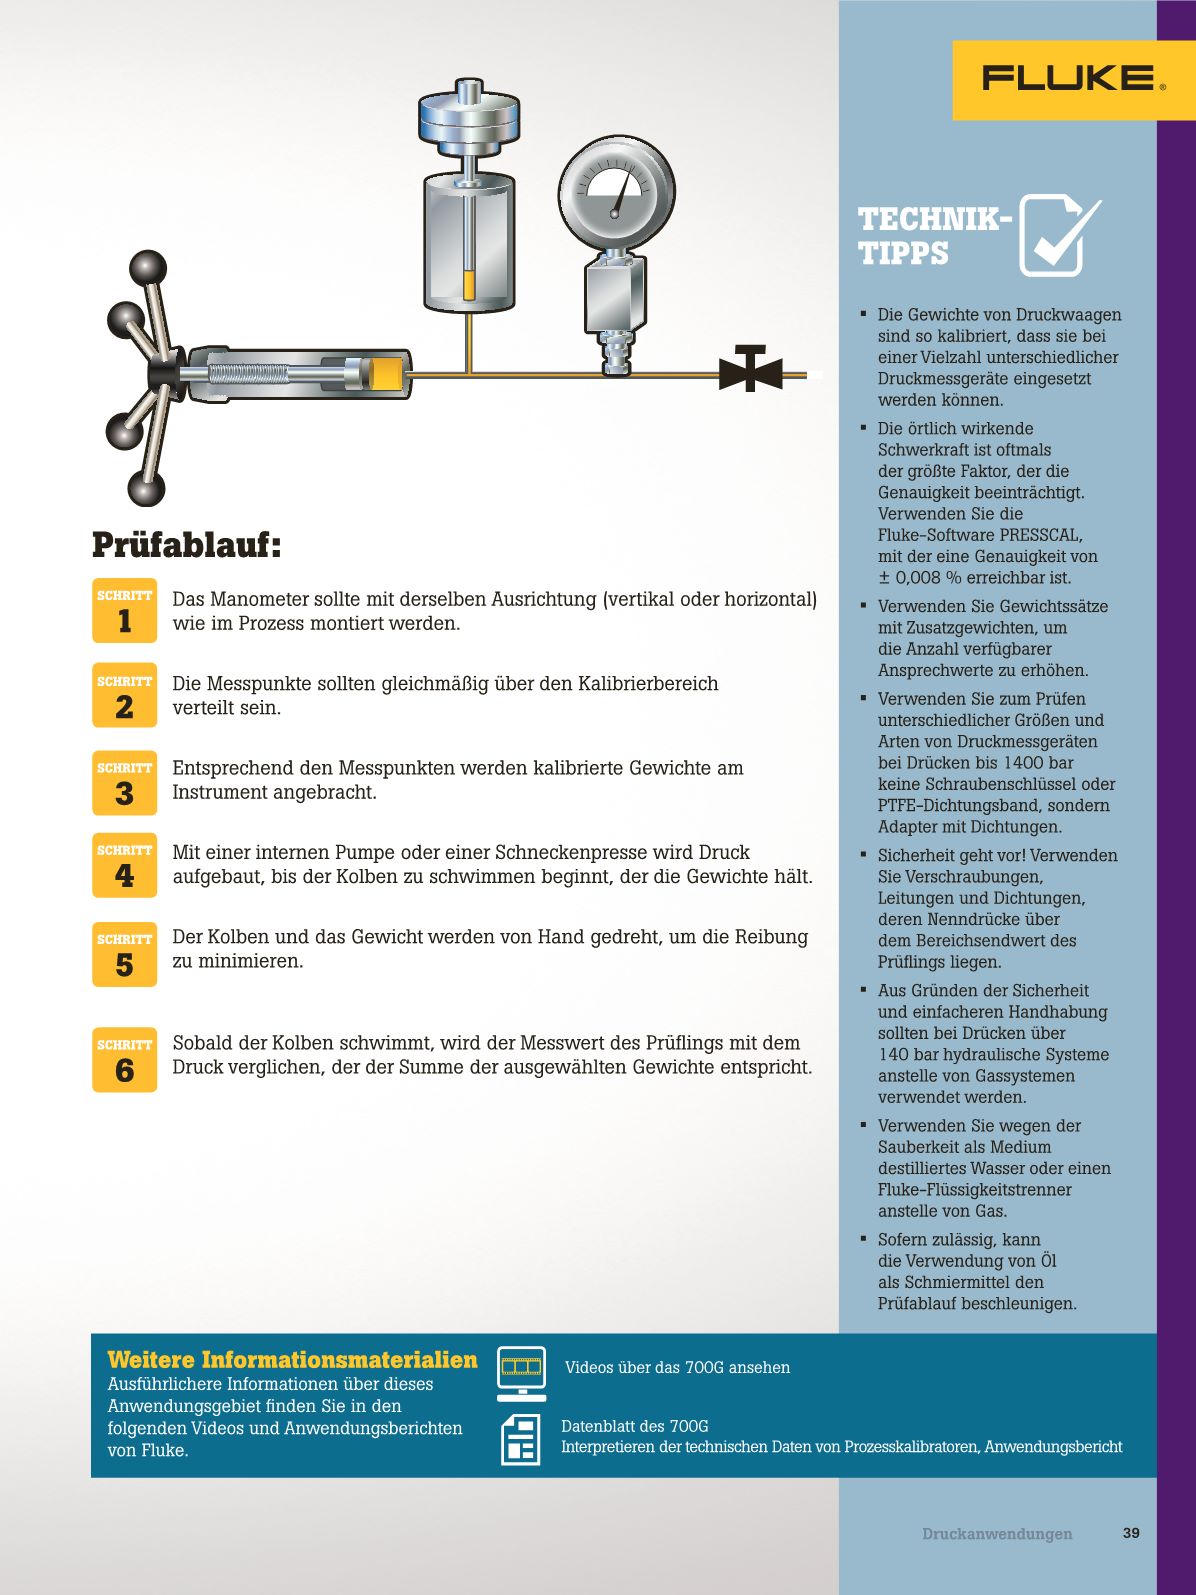 FLUKE®
TECHNIK-
TIPPS
Prüfablauf:
SCHRITT
1
Das Manometer sollte mit derselben Ausrichtung (vertikal oder horizontal)
wie im Prozess montiert werden.
SCHRITT
2
Die Messpunkte sollten gleichmäßig über den Kalibrierbereich
verteilt sein.
SCHRITT
3
Entsprechend den Messpunkten werden kalibrierte Gewichte am
Instrument angebracht.
SCHRITT
4
Mit einer internen Pumpe oder einer Schneckenpresse wird Druck
aufgebaut, bis der Kolben zu schwimmen beginnt, der die Gewichte hält.
SCHRITT
5
Der Kolben und das Gewicht werden von Hand gedreht, um die Reibung
zu minimieren.
SCHRITT
6
Sobald der Kolben schwimmt, wird der Messwert des Prüflings mit dem
Druck verglichen, der der Summe der ausgewählten Gewichte entspricht.
▪ Die Gewichte von Druckwaagen
sind so kalibriert, dass sie bei
einer Vielzahl unterschiedlicher
Druckmessgeräte eingesetzt
werden können.
▪ Die örtlich wirkende
Schwerkraft ist oftmals
der größte Faktor, der die
Genauigkeit beeinträchtigt.
Verwenden Sie die
Fluke-Software PRESSCAL,
mit der eine Genauigkeit von
± 0,008 % erreichbar ist.
▪ Verwenden Sie Gewichtssätze
mit Zusatzgewichten, um
die Anzahl verfügbarer
Ansprechwerte zu erhöhen.
▪ Verwenden Sie zum Prüfen
unterschiedlicher Größen und
Arten von Druckmessgeräten
bei Drücken bis 1400 bar
keine Schraubenschlüssel oder
PTFE-Dichtungsband, sondern
Adapter mit Dichtungen.
▪ Sicherheit geht vor! Verwenden
Sie Verschraubungen,
Leitungen und Dichtungen,
deren Nenndrücke über
dem Bereichsendwert des
Prüflings liegen.
▪ Aus Gründen der Sicherheit
und einfacheren Handhabung
sollten bei Drücken über
140 bar hydraulische Systeme
anstelle von Gassystemen
verwendet werden.
▪ Verwenden Sie wegen der
Sauberkeit als Medium
destilliertes Wasser oder einen
Fluke-Flüssigkeitstrenner
anstelle von Gas.
▪ Sofern zulässig, kann
die Verwendung von Öl
als Schmiermittel den
Prüfablauf beschleunigen.
Weitere Informationsmaterialien
Ausführlichere Informationen über dieses
Anwendungsgebiet finden Sie in den
folgenden Videos und Anwendungsberichten
von Fluke.
Videos über das 700G ansehen
Datenblatt des 700G
Interpretieren der technischen Daten von Prozesskalibratoren, Anwendungsbericht
Druckanwendungen 39